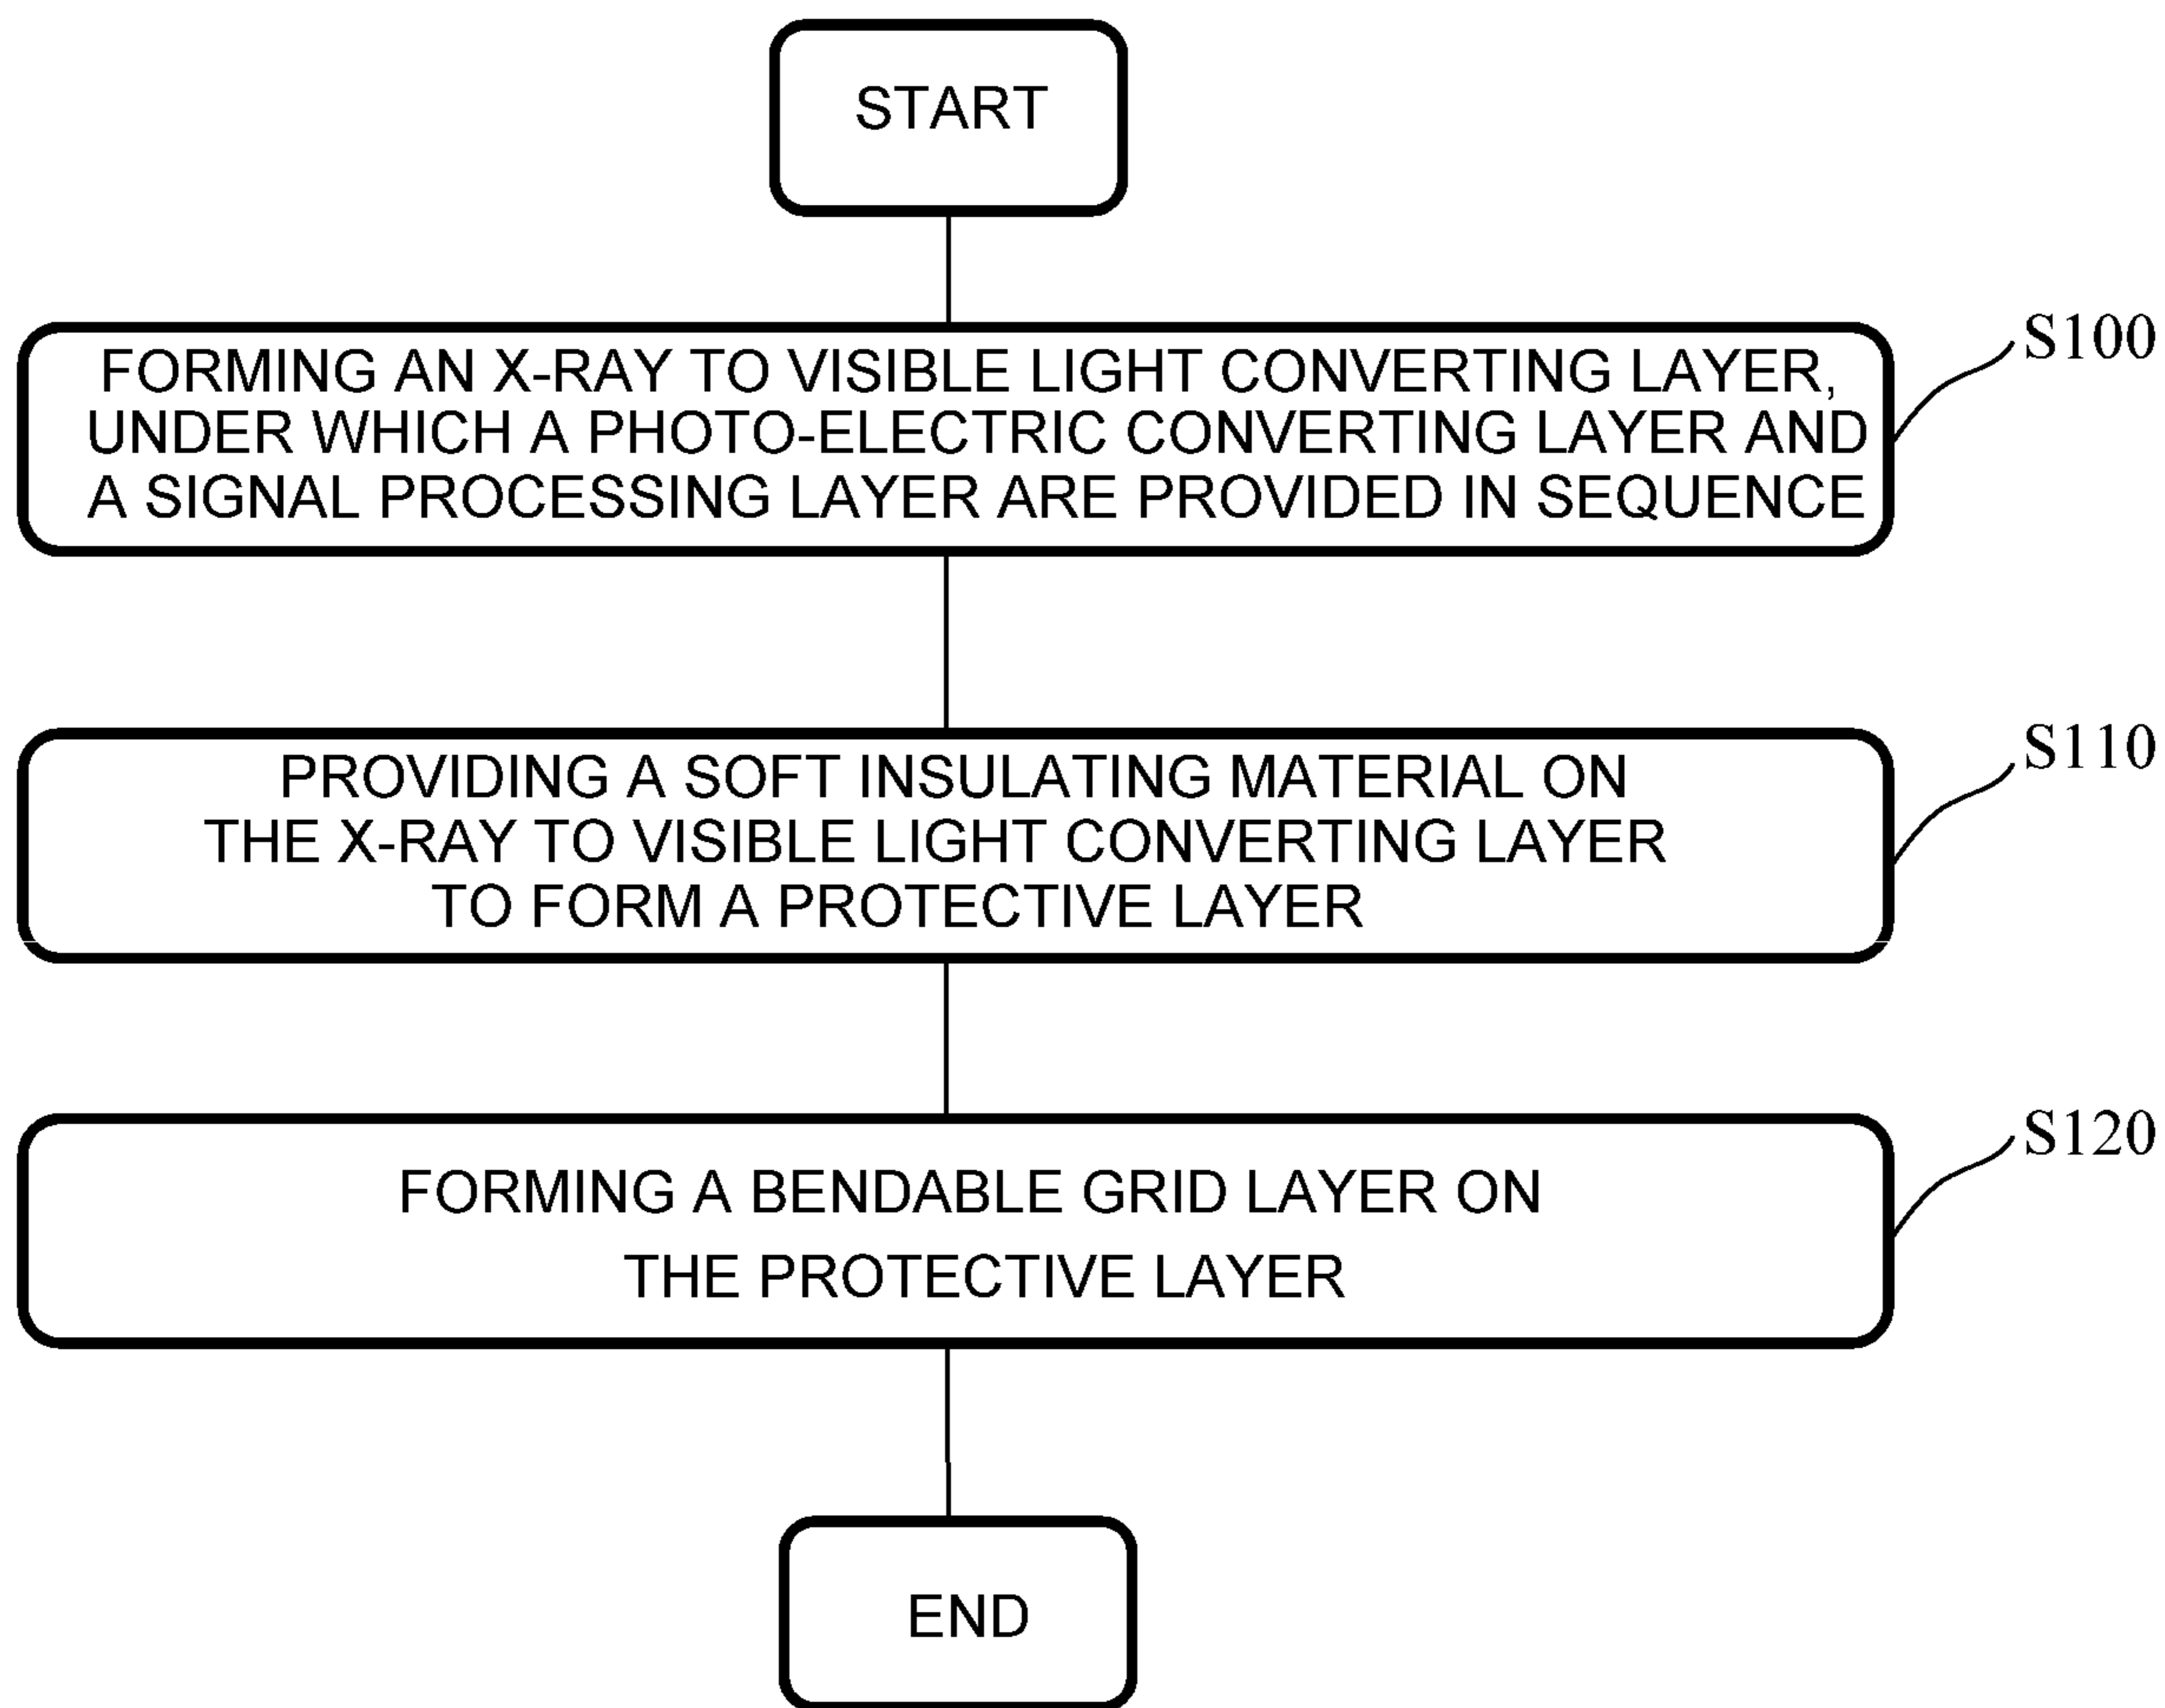 START
S100
FORMING AN X-RAY TO VISIBLE LIGHT CONVERTING LAYER,
UNDER WHICH A PHOTO-ELECTRIC CONVERTING LAYER AND
A SIGNAL PROCESSING LAYER ARE PROVIDED IN SEQUENCE
S110
PROVIDING A SOFT INSULATING MATERIAL ON
THE X-RAY TO VISIBLE LIGHT CONVERTING LAYER
TO FORM A PROTECTIVE LAYER
S120
FORMING A BENDABLE GRID LAYER ON
THE PROTECTIVE LAYER
END